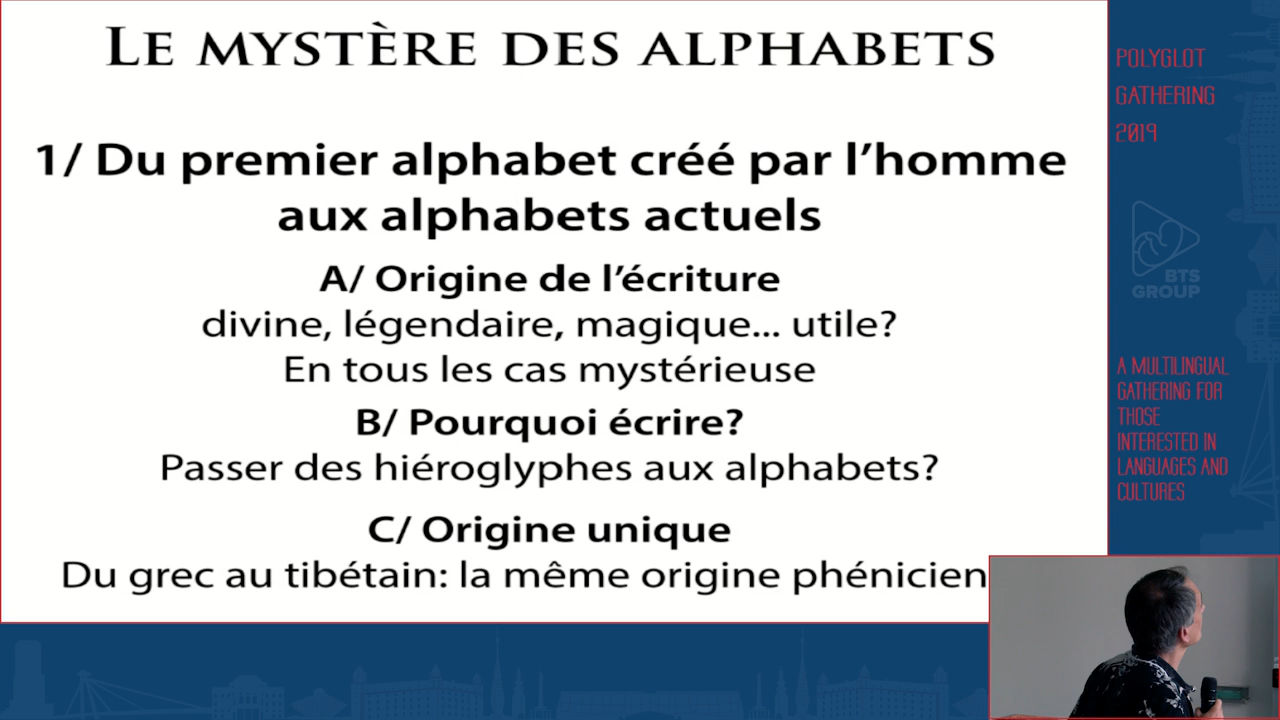 LE MYSTÈRE DES ALPHABETS
1/ Du premier alphabet créé par l’homme
aux alphabets actuels
A/ Origine de l’écriture
divine, légendaire, magique... utile?
En tous les cas mystérieuse
B/ Pourquoi écrire?
Passer des hiéroglyphes aux alphabets?
C/ Origine unique
Du grec au tibétain: la même origine phénicien
POLYGLOT
GATHERING
2019
BTS
GROUP
A MULTILINGUAL
GATHERING FOR
THOSE
INTERESTED IN
LANGUAGES AND
CULTURES